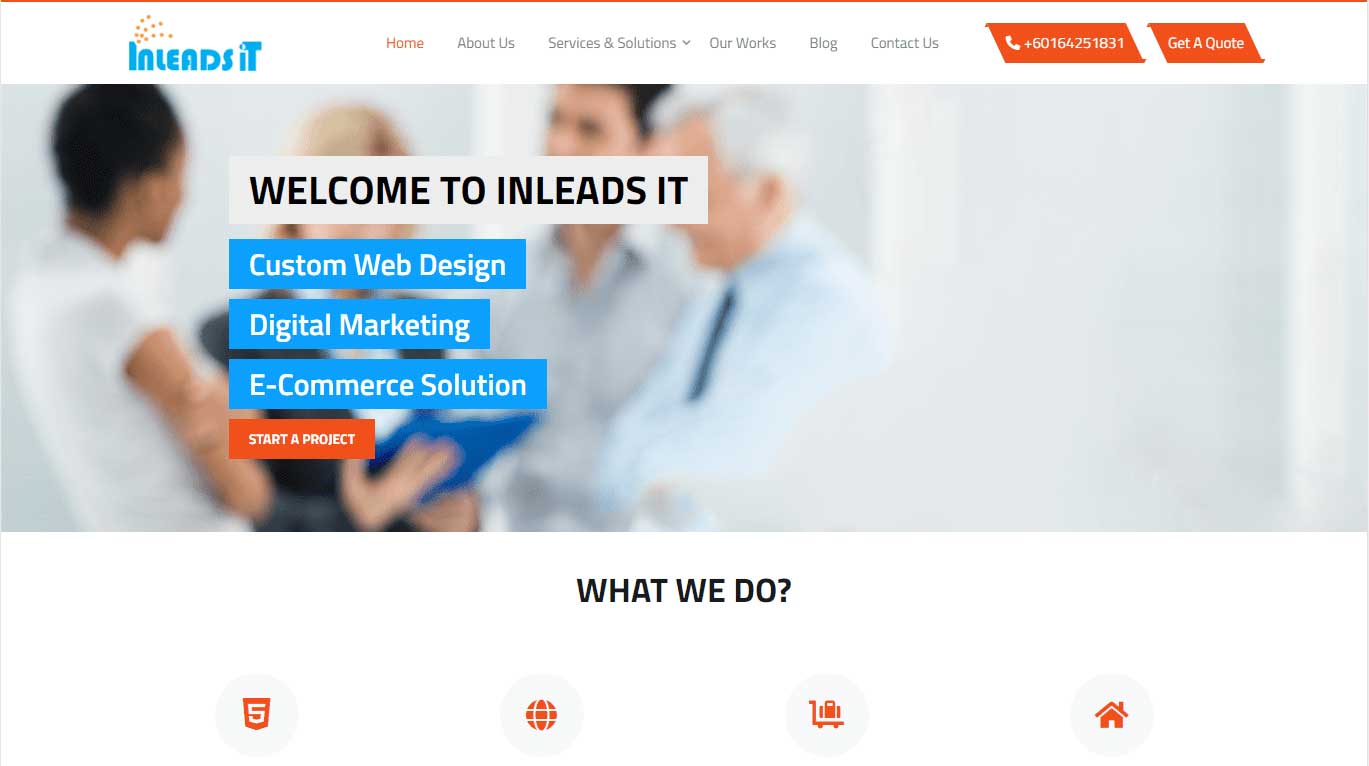 INLEADS iT
Home
About Us
Services & Solutions
Our Works
Blog
Contact Us
+60164251831
Get A Quote
WELCOME TO INLEADS IT
Custom Web Design
Digital Marketing
E-Commerce Solution
START A PROJECT
WHAT WE DO?
5